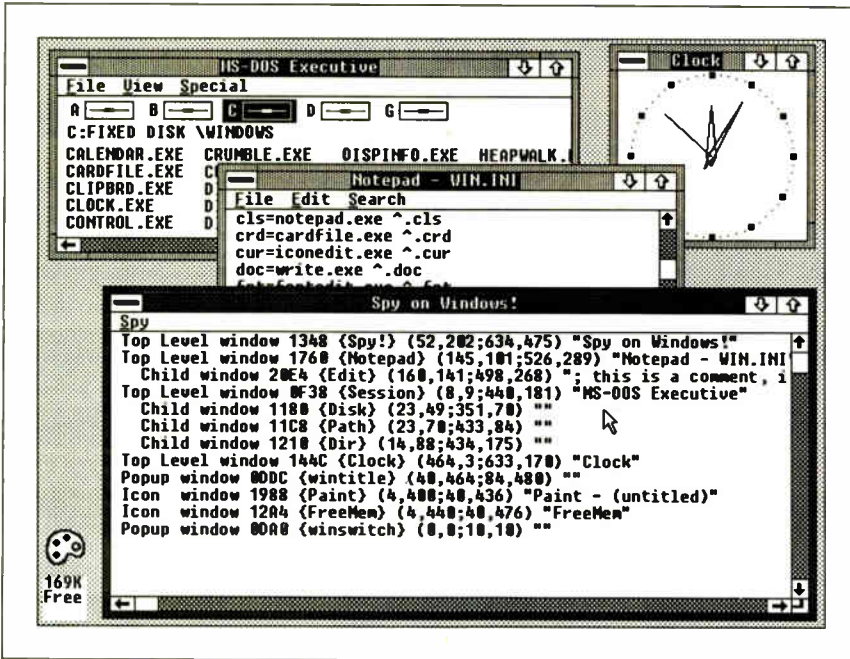 MS-DOS Executive
File View Special
A B C D G
C:FIXED DISK \WINDOWS
CALENDAR.EXE CRUMBLE.EXE DISPINFO.EXE HEAPWALK.
CARDFILE.EXE C
CLIPBRD.EXE D
CLOCK.EXE D
CONTROL.EXE D
Clock
Notepad - WIN.INI
File Edit Search
cls=notepad.exe ^.cls
crd=cardfile.exe ^.crd
cur=iconedit.exe ^.cur
doc=write.exe ^.doc
Spy on Windows!
Spy
Top Level window 1348 {Spy!} (52,282;634,475) "Spy on Windows!"
Top Level window 1760 {Notepad} (145,101;526,289) "Notepad - WIN.INI"
Child window 20E4 {Edit} (160,141;498,268) "; this is a comment, i
Top Level window 0F38 {Session} (8,9;440,181) "MS-DOS Executive"
Child window 1180 {Disk} (23,49;351,70) ""
Child window 11C8 {Path} (23,70;433,84) ""
Child window 1210 {Dir} (14,88;434,175) ""
Top Level window 144C {Clock} (464,3;633,170) "Clock"
Popup window 0DDC {wintitle} (40,464;84,480) ""
Icon window 1988 {Paint} (4,400;40,436) "Paint - (untitled)"
Icon window 12A4 {FreeMem} (4,440;40,476) "FreeMem"
Popup window 0DA0 {winswitch} (0,0;10,10) ""
169K
Free